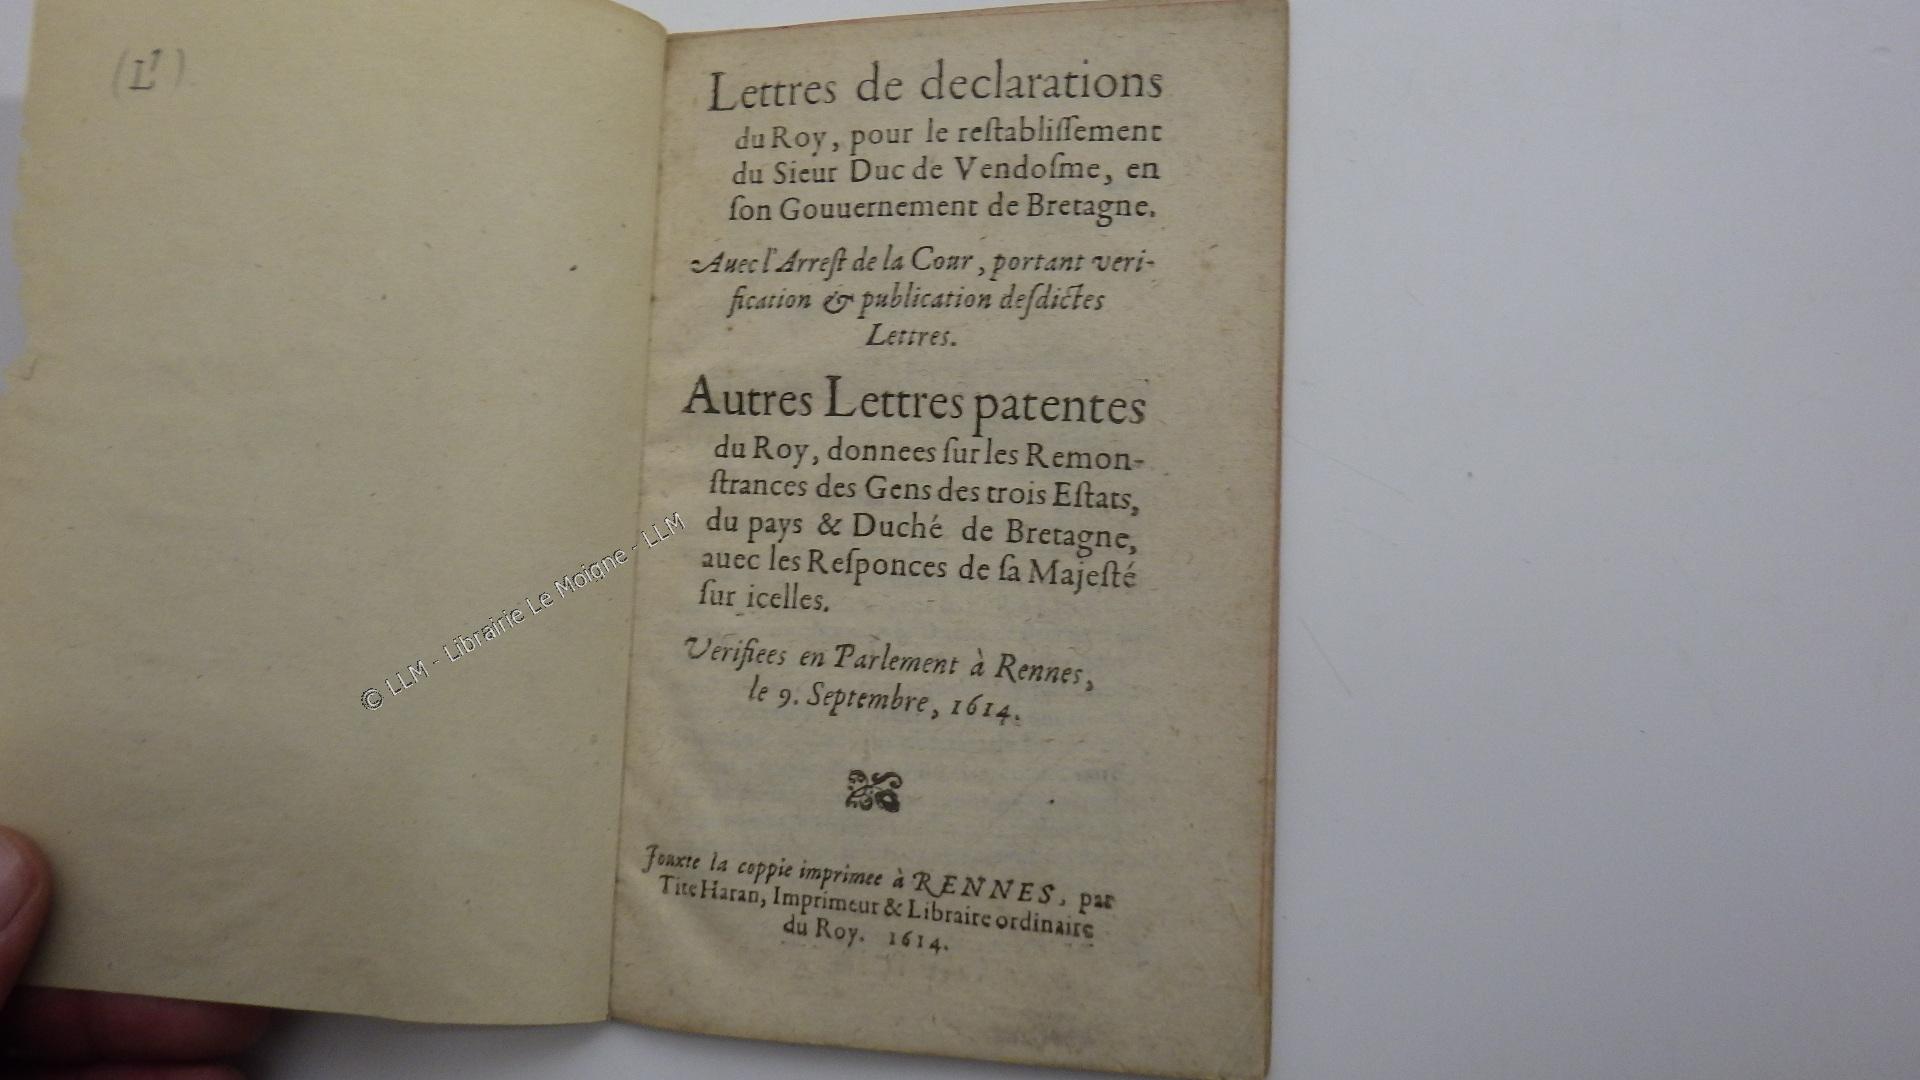 (L¹).
Lettres de declarations
du Roy, pour le reſtabliſſement
du Sieur Duc de Vendoſme, en
ſon Gouuernement de Bretagne.
Auec l'Arreſt de la Cour, portant veri-
fication & publication deſdictes
Lettres.
Autres Lettres patentes
du Roy, donnees ſur les Remon-
ſtrances des Gens des trois Eſtats,
du pays & Duché de Bretagne,
auec les Reſponces de ſa Majeſté
ſur icelles.
Verifiees en Parlement à Rennes,
le 9. Septembre, 1614.
Jouxte la coppie imprimee à RENNES, par
Tite Haran, Imprimeur & Libraire ordinaire
du Roy. 1614.
© LLM - Librairie Le Moigne - LLM